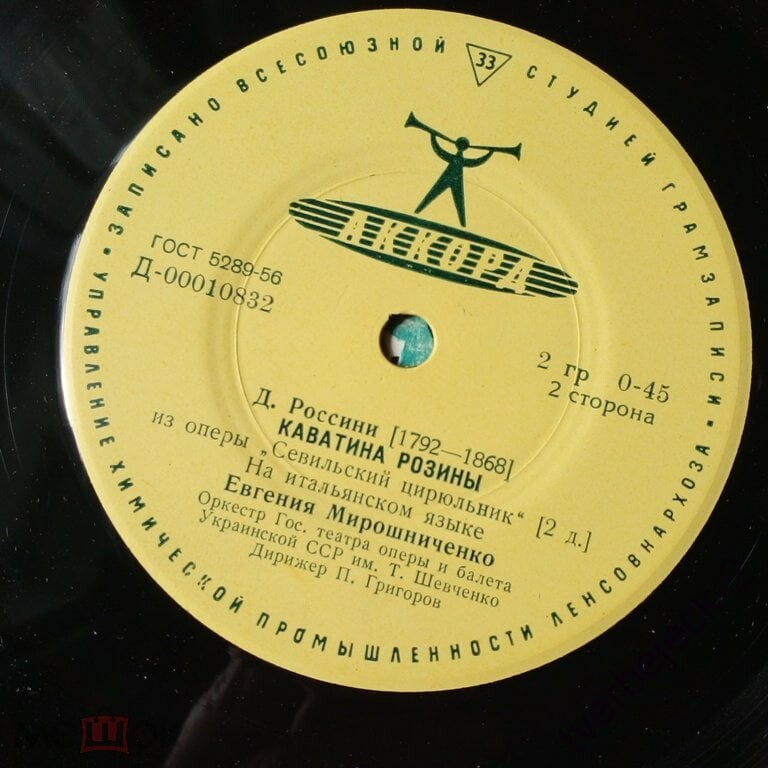 ЗАПИСАНО ВСЕСОЮЗНОЙ 33 СТУДИЕЙ ГРАМЗАПИСИ
АККОРД
ГОСТ 5289-56
Д-00010832
2 гр 0-45
2 сторона
Д. Россини [1792—1868]
КАВАТИНА РОЗИНЫ
из оперы „Севильский цирюльник“ [2 д.]
На итальянском языке
Евгения Мирошниченко
Оркестр Гос. театра оперы и балета
Украинской ССР им. Т. Шевченко
Дирижер П. Григоров
УПРАВЛЕНИЕ ХИМИЧЕСКОЙ ПРОМЫШЛЕННОСТИ ЛЕНСОВНАРХОЗА
мешок